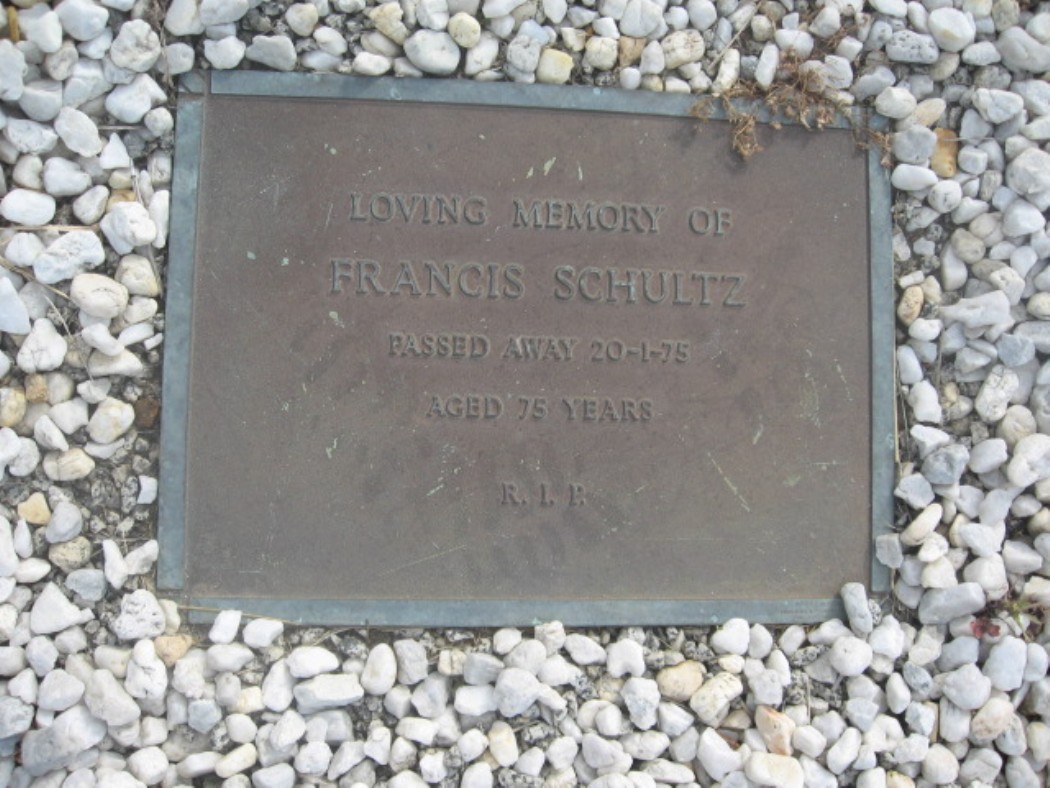 LOVING MEMORY OF
FRANCIS SCHULTZ
PASSED AWAY 20-1-75
AGED 75 YEARS
R. I. P.